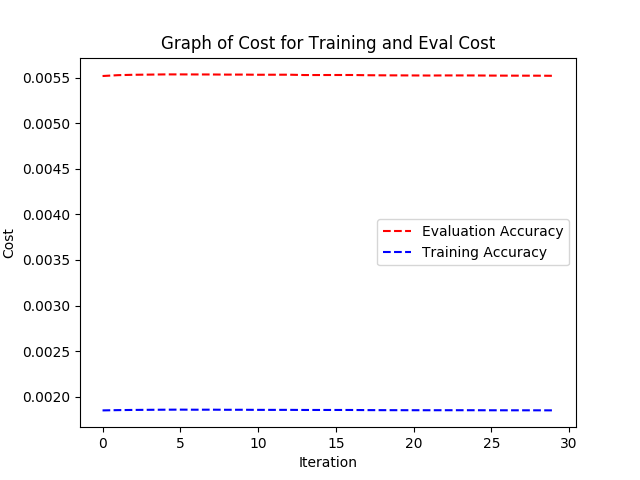 Graph of Cost for Training and Eval Cost
0.0055
0.0050
0.0045
0.0040
0.0035
0.0030
0.0025
0.0020
Cost
Evaluation Accuracy
Training Accuracy
0 5 10 15 20 25 30
Iteration